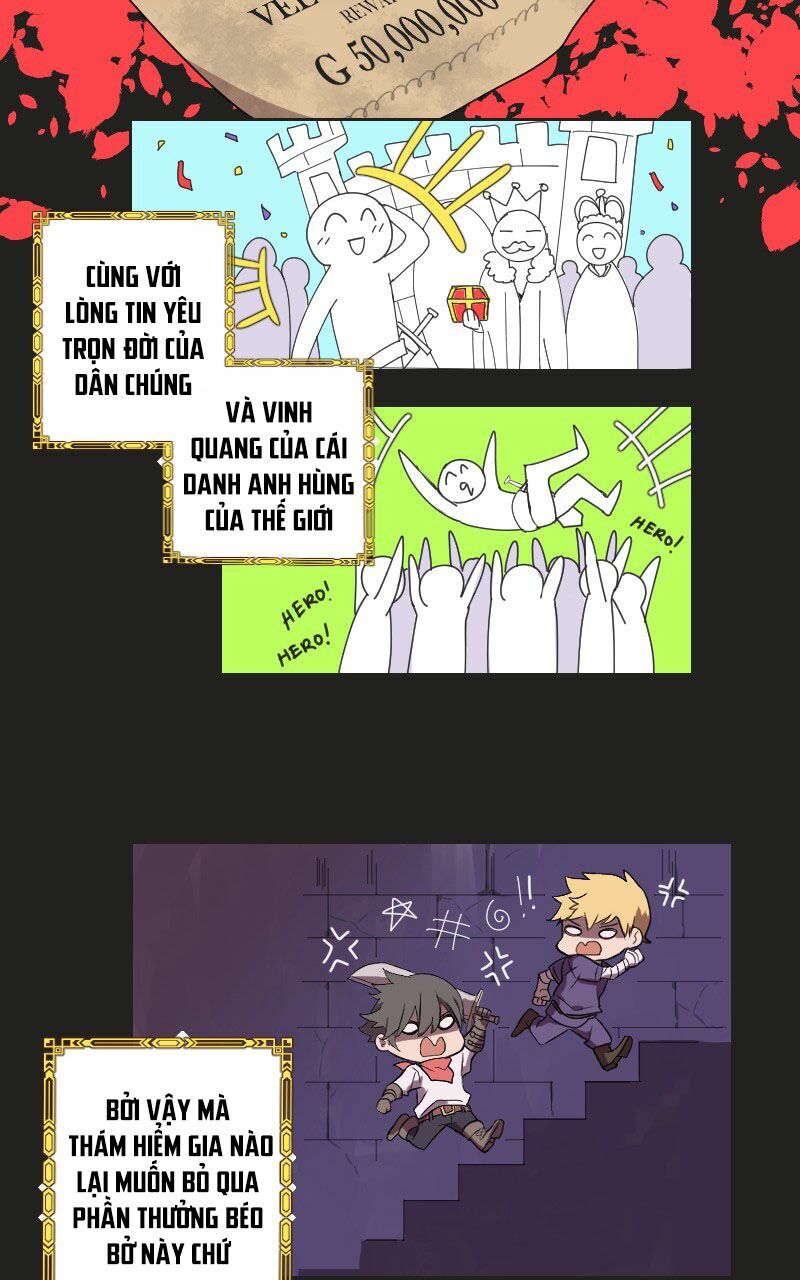 G 50,000,000
CÙNG VỚI
LÒNG TIN YÊU
TRỌN ĐỜI CỦA
DÂN CHÚNG
VÀ VINH
QUANG CỦA CÁI
DANH ANH HÙNG
CỦA THẾ GIỚI
HERO!
HERO!
HERO!
BỞI VẬY MÀ
THÁM HIỂM GIA NÀO
LẠI MUỐN BỎ QUA
PHẦN THƯỞNG BÉO
BỞ NÀY CHỨ